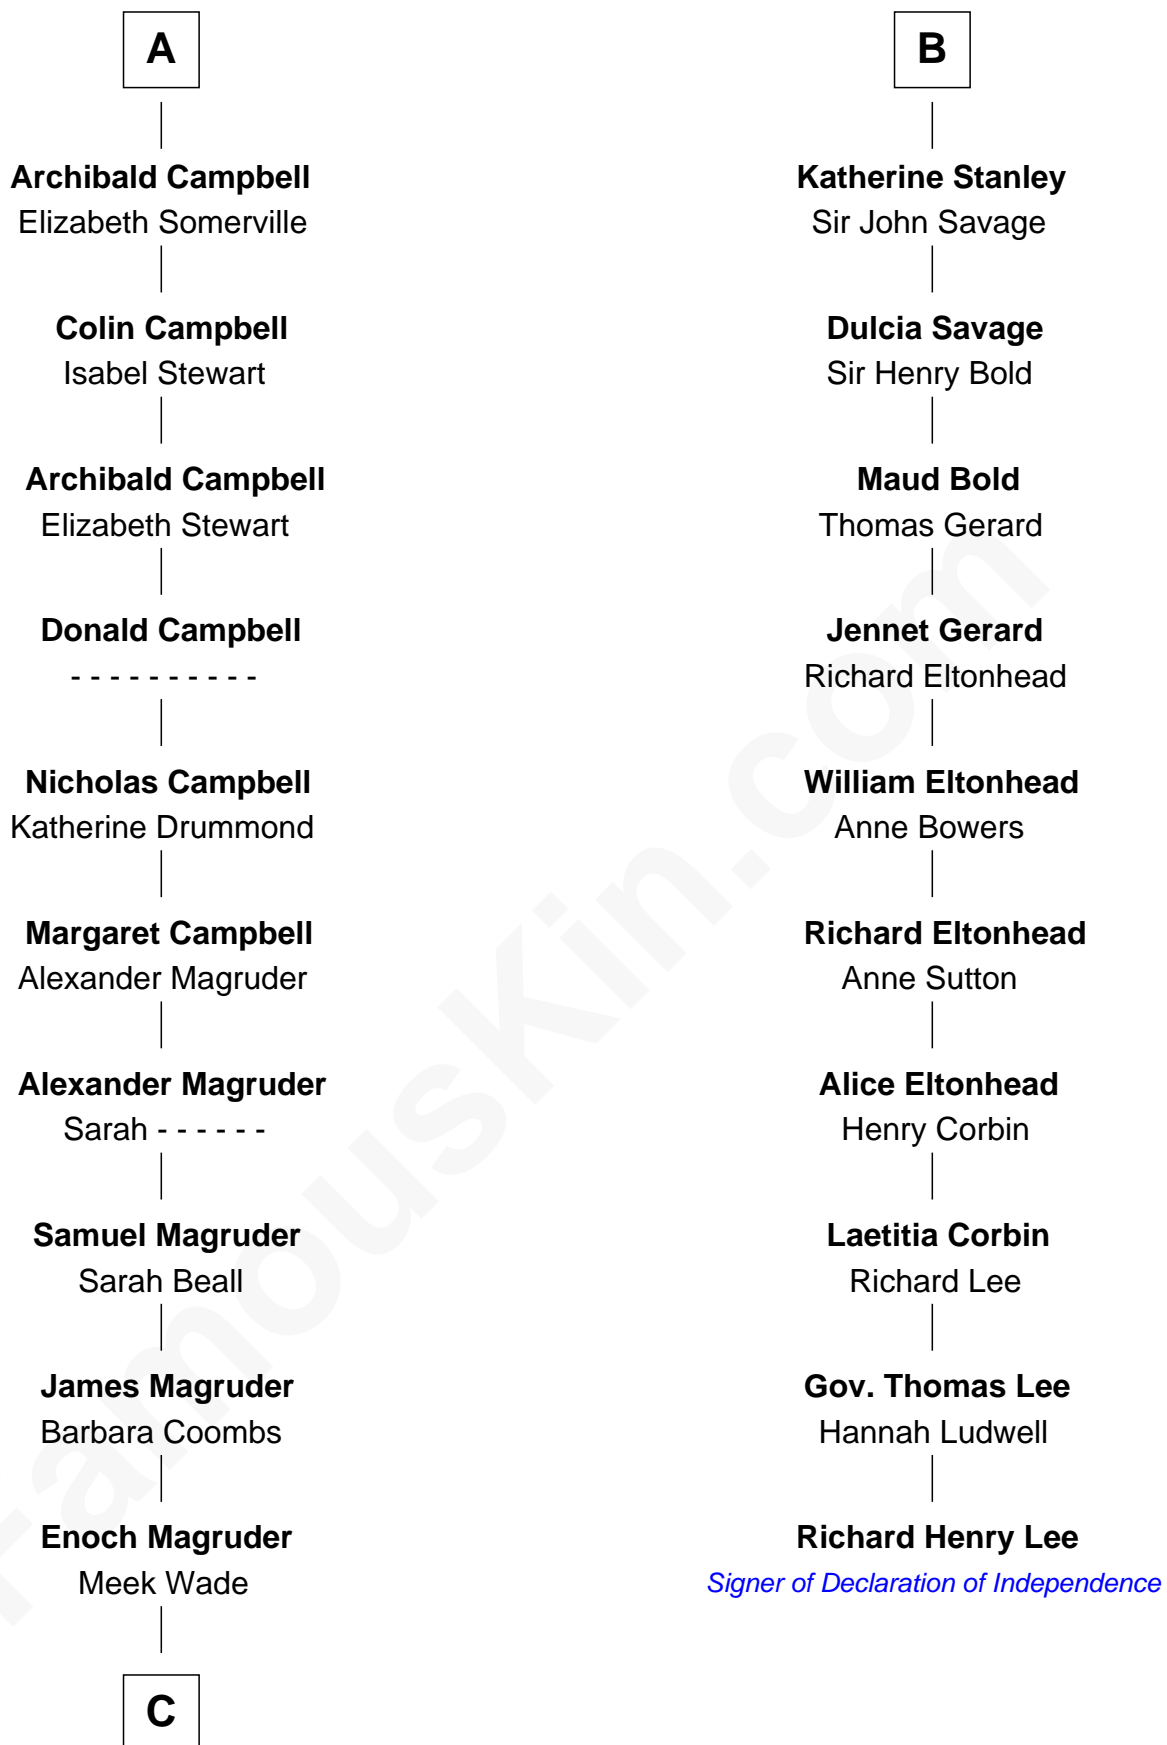 A
Archibald Campbell
Elizabeth Somerville
Colin Campbell
Isabel Stewart
Archibald Campbell
Elizabeth Stewart
Donald Campbell
- - - - - - - - - -
Nicholas Campbell
Katherine Drummond
Margaret Campbell
Alexander Magruder
Alexander Magruder
Sarah - - - - - -
Samuel Magruder
Sarah Beall
James Magruder
Barbara Coombs
Enoch Magruder
Meek Wade
C
B
Katherine Stanley
Sir John Savage
Dulcia Savage
Sir Henry Bold
Maud Bold
Thomas Gerard
Jennet Gerard
Richard Eltonhead
William Eltonhead
Anne Bowers
Richard Eltonhead
Anne Sutton
Alice Eltonhead
Henry Corbin
Laetitia Corbin
Richard Lee
Gov. Thomas Lee
Hannah Ludwell
Richard Henry Lee
Signer of Declaration of Independence
FamousKin.com